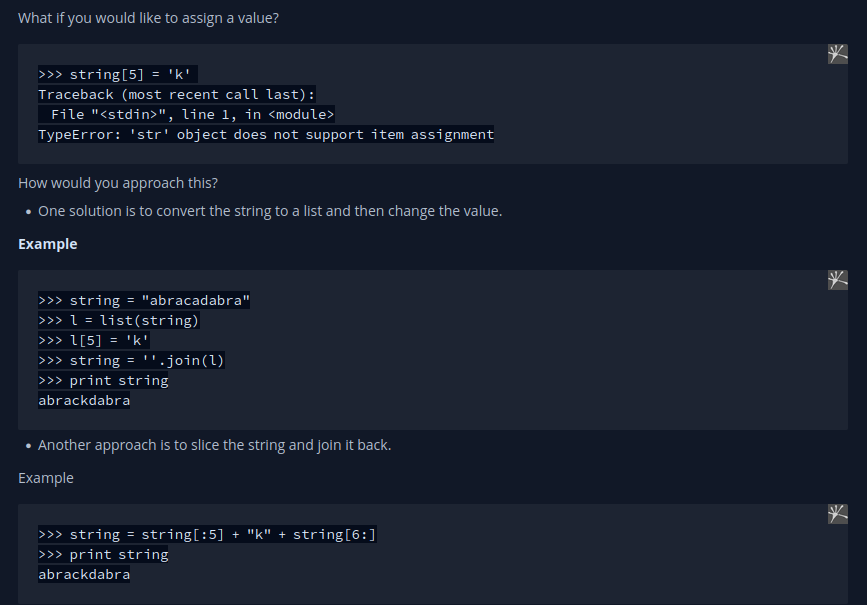 What if you would like to assign a value?
>>> string[5] = 'k'
Traceback (most recent call last):
  File "<stdin>", line 1, in <module>
TypeError: 'str' object does not support item assignment
How would you approach this?
• One solution is to convert the string to a list and then change the value.
Example
>>> string = "abracadabra"
>>> l = list(string)
>>> l[5] = 'k'
>>> string = ''.join(l)
>>> print string
abrackdabra
• Another approach is to slice the string and join it back.
Example
>>> string = string[:5] + "k" + string[6:]
>>> print string
abrackdabra